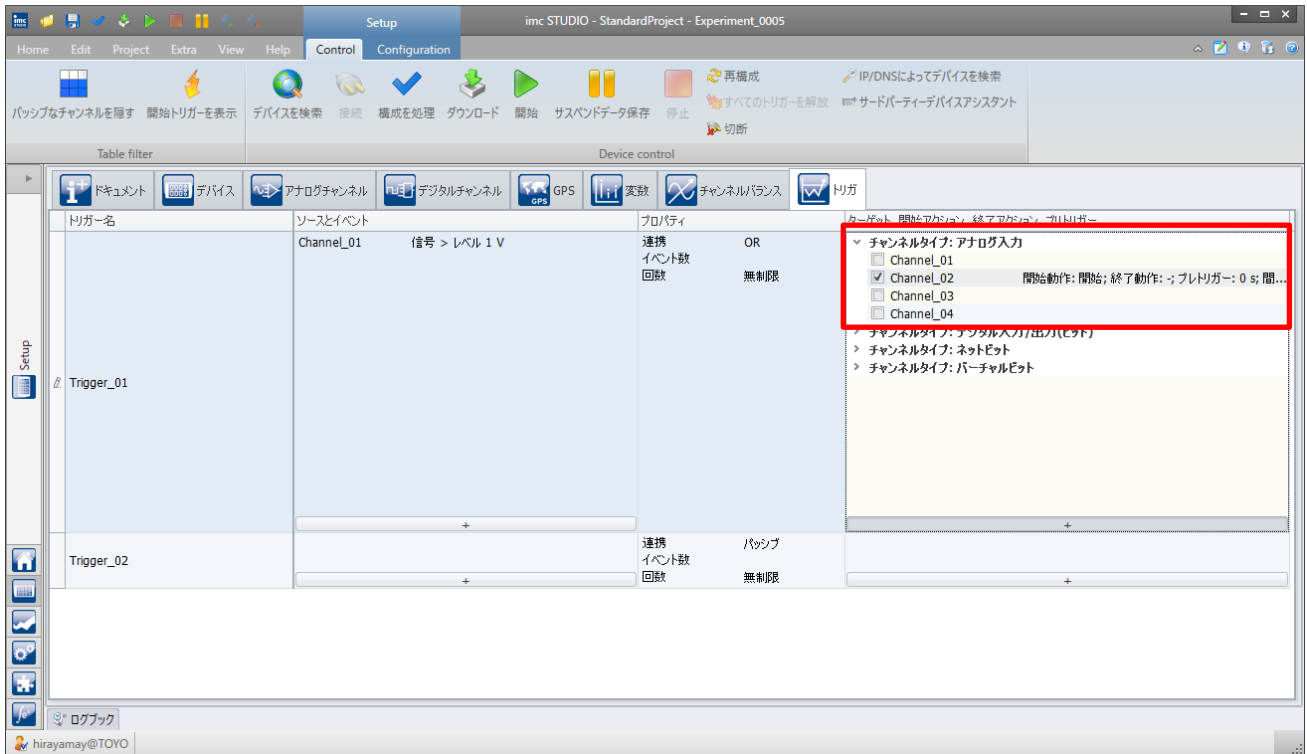 imc
Setup
imc STUDIO - StandardProject - Experiment_0005
Home Edit Project Extra View Help Control Configuration
パッシブなチャンネルを隠す 開始トリガーを表示 デバイスを検索 接続 構成を処理 ダウンロード 開始 サスペンドデータ保存 停止
再構成
すべてのトリガーを解放
切断
IP/DNSによってデバイスを検索
サードパーティーデバイスアシスタント
Table filter Device control
ドキュメント デバイス アナログチャンネル デジタルチャンネル GPS GPS 変数 チャンネルバランス トリガ
トリガー名 ソースとイベント プロパティ ターゲット, 開始アクション, 終了アクション, プリトリガー
Trigger_01
Channel_01 信号 > レベル 1 V
+
連携 OR
イベント数
回数 無制限
チャンネルタイプ: アナログ入力
Channel_01
Channel_02 開始動作: 開始; 終了動作: -; プレトリガー: 0 s; 間...
Channel_03
Channel_04
チャンネルタイプ: デジタル入力/出力(ビット)
チャンネルタイプ: ネットビット
チャンネルタイプ: バーチャルビット
+
Trigger_02
+
連携 パッシブ
イベント数
回数 無制限
+
Setup
ログブック
hirayamay@TOYO